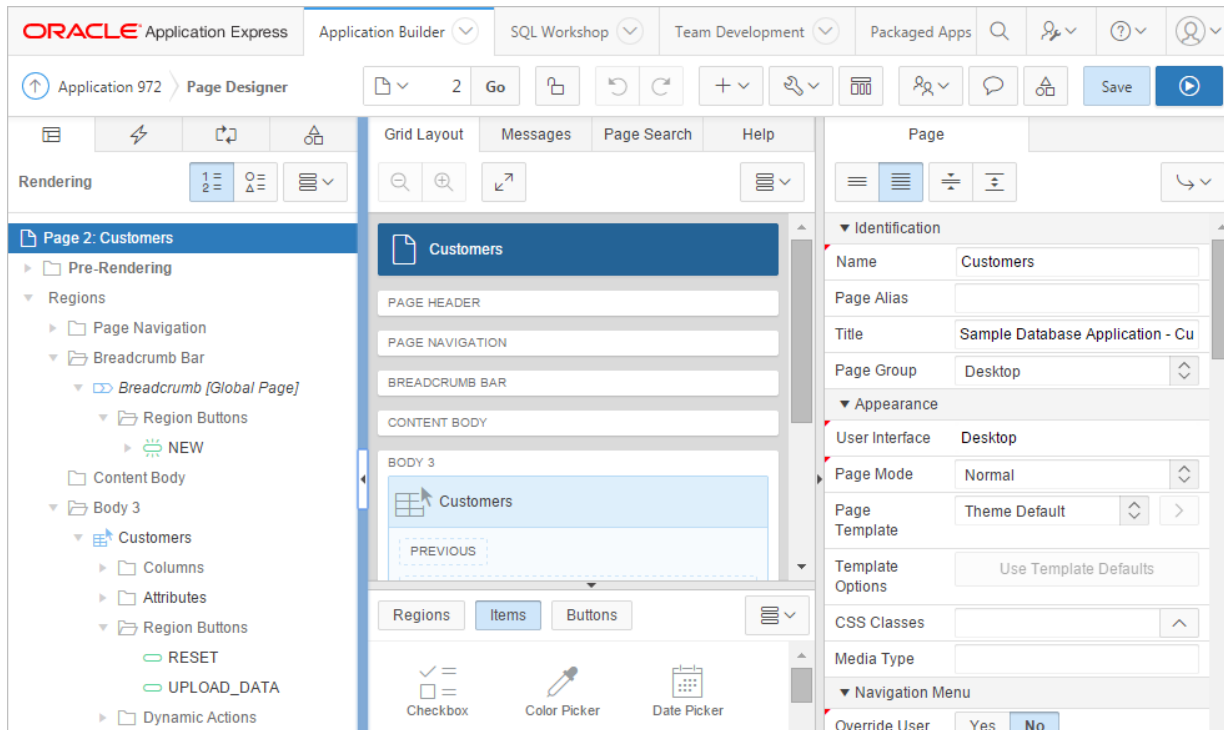 ORACLE Application Express Application Builder SQL Workshop Team Development Packaged Apps
Application 972 Page Designer 2 Go Save
Grid Layout Messages Page Search Help Page
Rendering
Page 2: Customers
Pre-Rendering
Regions
Page Navigation
Breadcrumb Bar
Breadcrumb [Global Page]
Region Buttons
NEW
Content Body
Body 3
Customers
Columns
Attributes
Region Buttons
RESET
UPLOAD_DATA
Dynamic Actions
Customers
PAGE HEADER
PAGE NAVIGATION
BREADCRUMB BAR
CONTENT BODY
BODY 3
Customers
PREVIOUS
Regions Items Buttons
Checkbox Color Picker Date Picker
Identification
Name Customers
Page Alias
Title Sample Database Application - Cu
Page Group Desktop
Appearance
User Interface Desktop
Page Mode Normal
Page Template Theme Default
Template Options Use Template Defaults
CSS Classes
Media Type
Navigation Menu
Override User Yes No